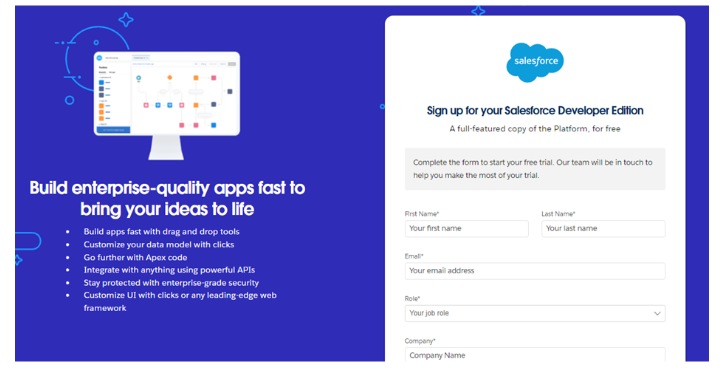 Build enterprise-quality apps fast to
bring your ideas to life
Build apps fast with drag and drop tools
Customize your data model with clicks
Go further with Apex code
Integrate with anything using powerful APIs
Stay protected with enterprise-grade security
Customize UI with clicks or any leading-edge web
framework
salesforce
Sign up for your Salesforce Developer Edition
A full-featured copy of the Platform, for free
Complete the form to start your free trial. Our team will be in touch to
help you make the most of your trial.
First Name* Last Name*
Your first name Your last name
Email*
Your email address
Role*
Your job role
Company*
Company Name